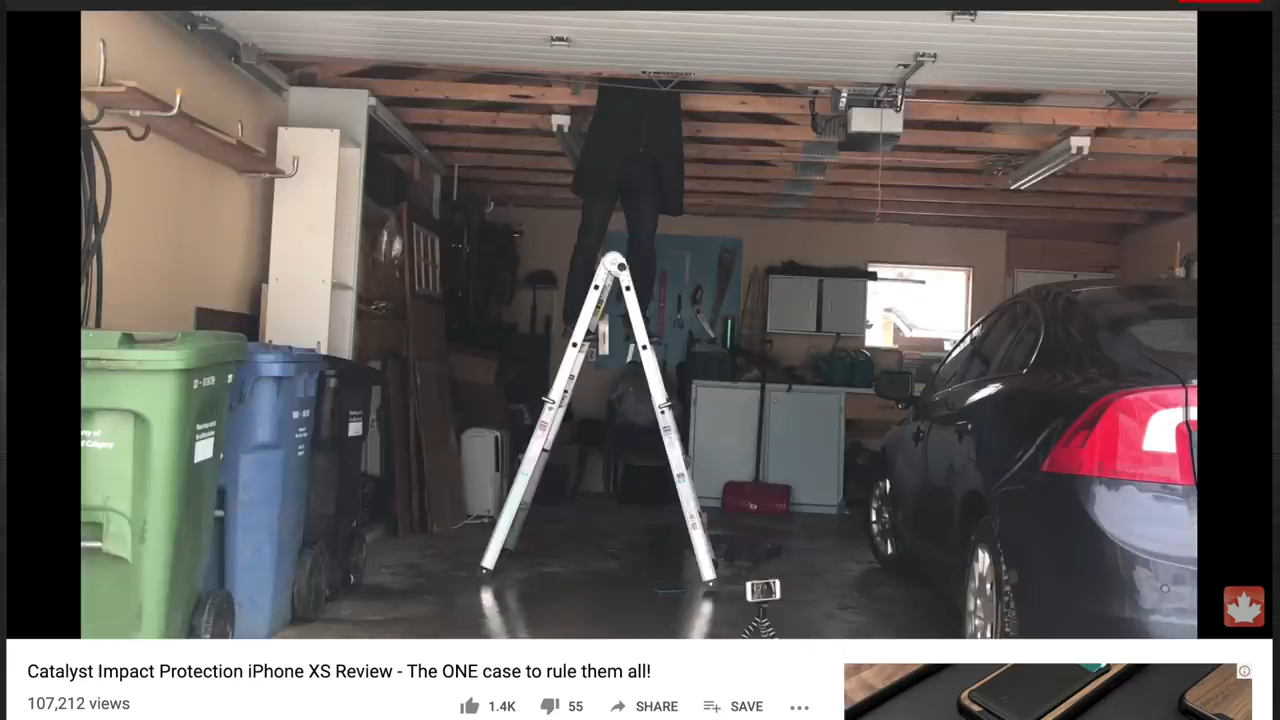 Catalyst Impact Protection iPhone XS Review - The ONE case to rule them all!
107,212 views
1.4K
55
SHARE
SAVE